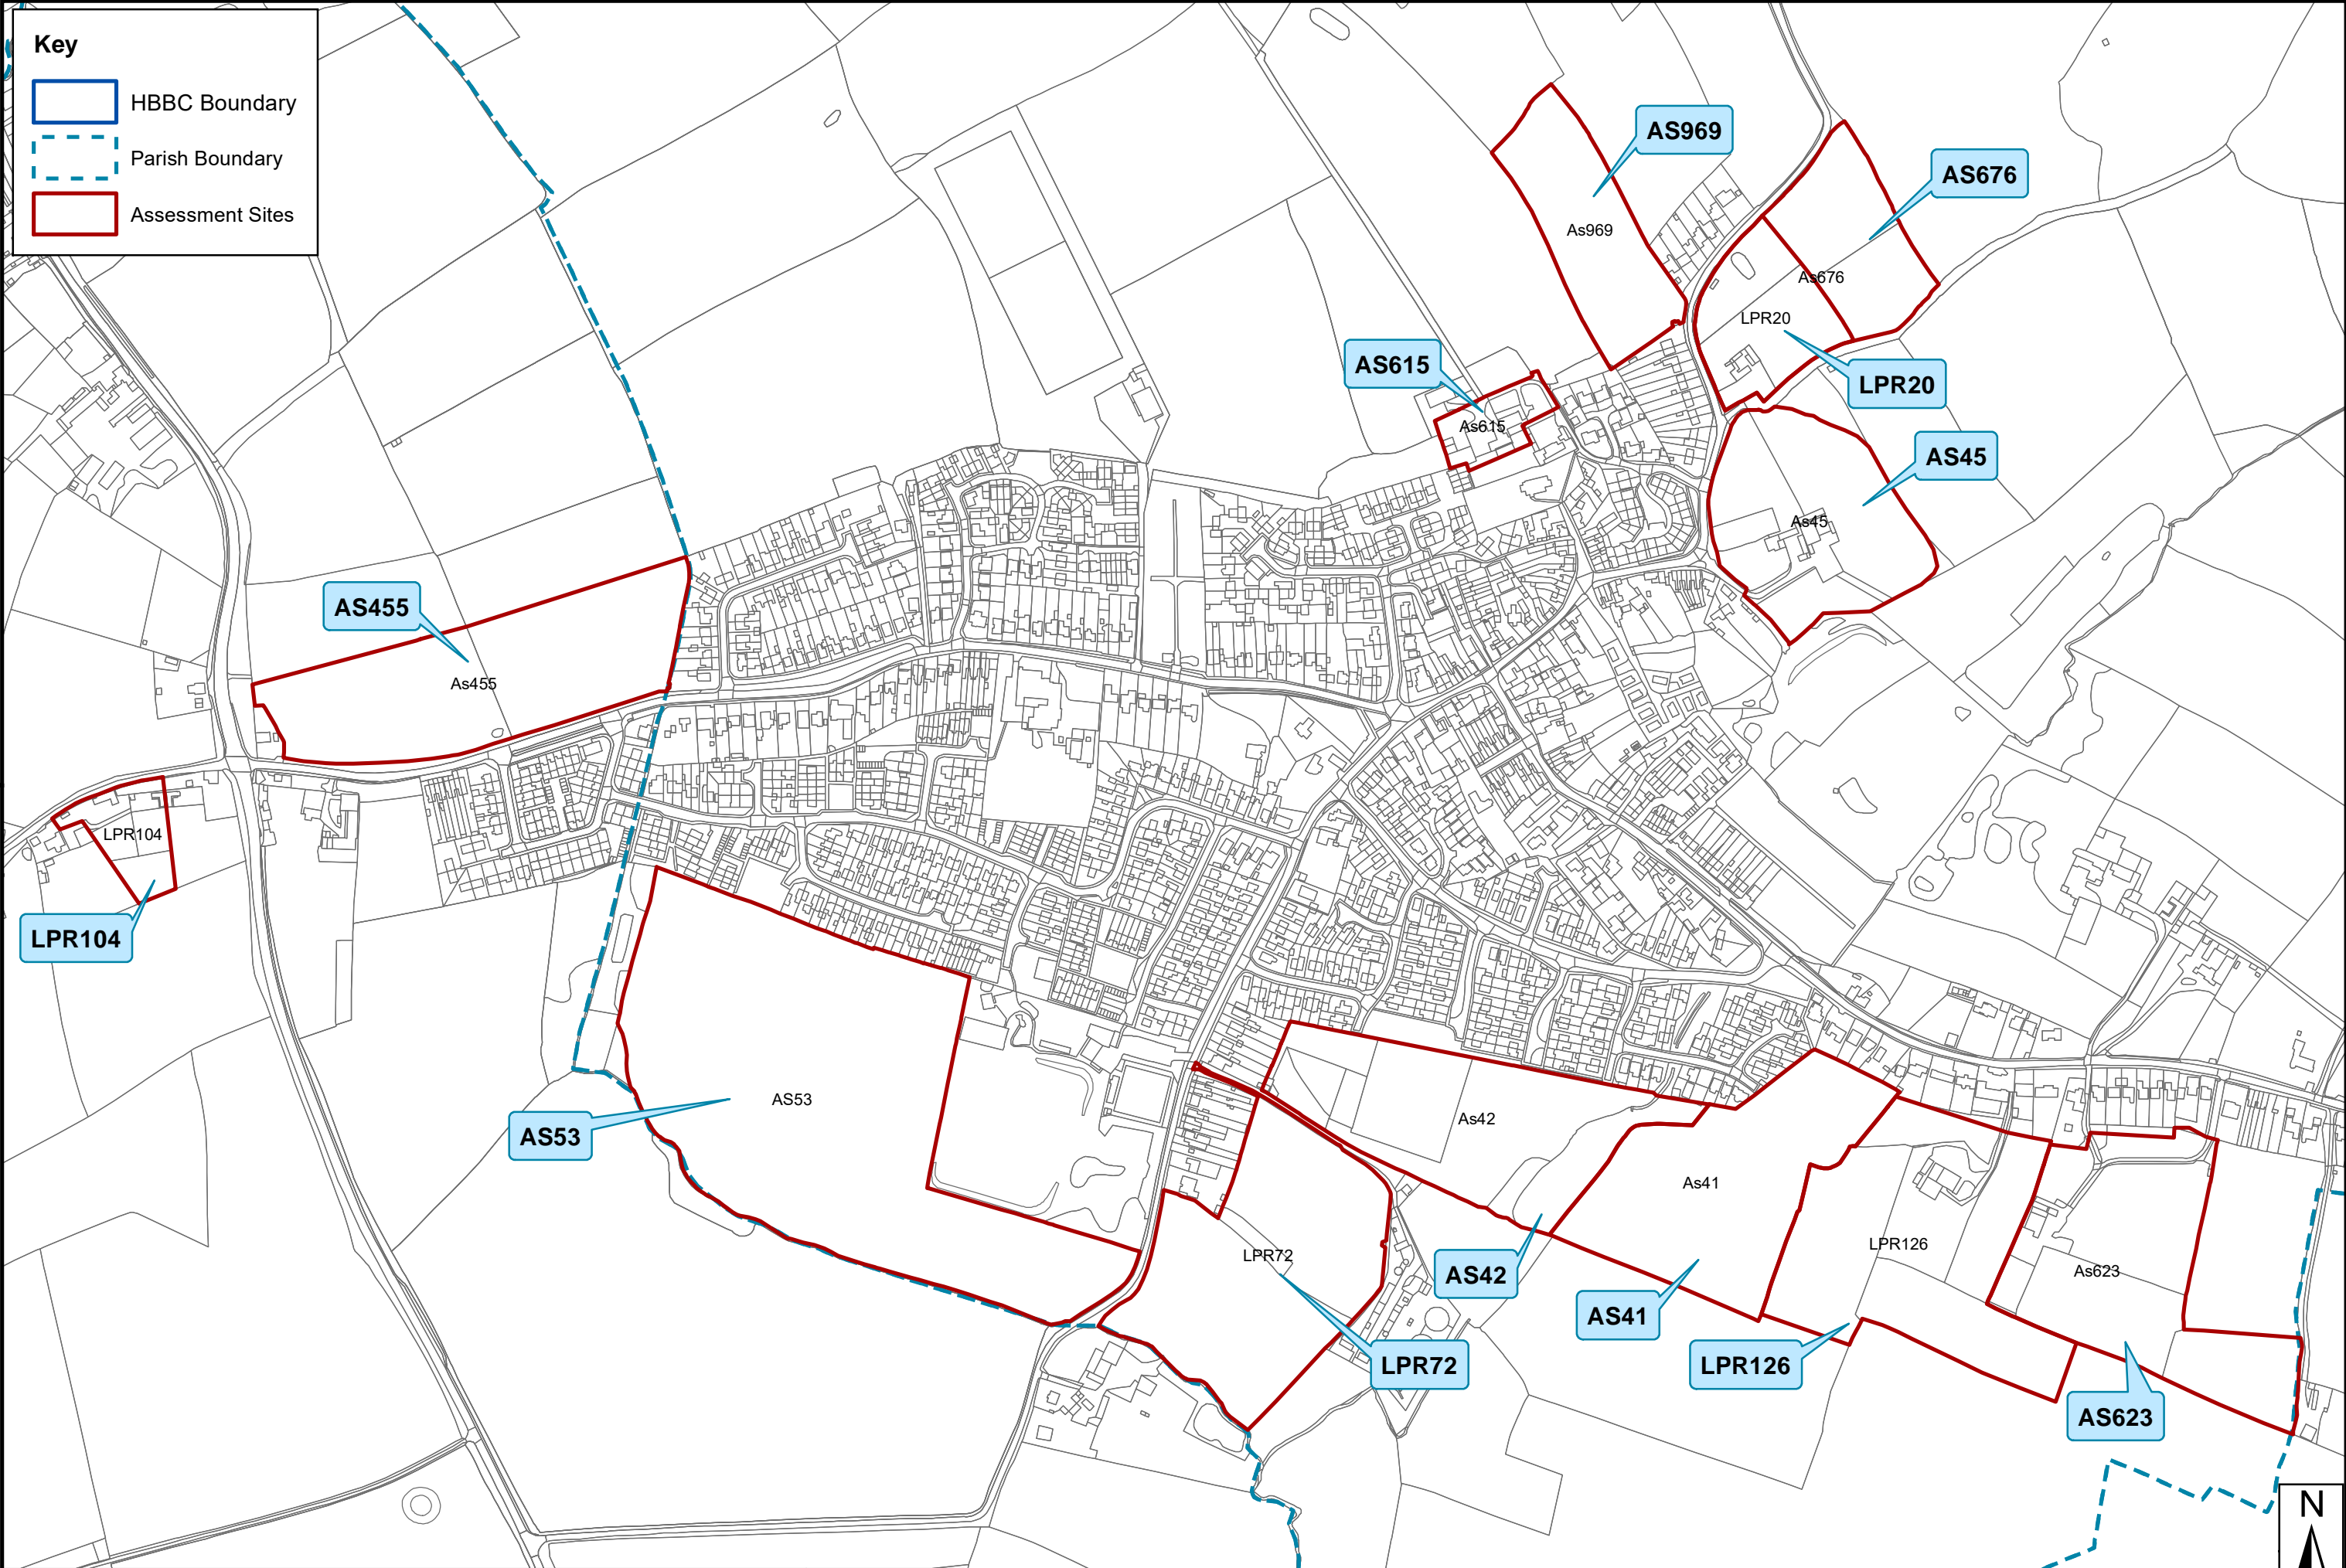 Key
HBBC Boundary
Parish Boundary
Assessment Sites
AS969
AS676
As969
As676
LPR20
AS615
LPR20
As615
AS45
As45
AS455
As455
LPR104
LPR104
AS53
AS53
As42
As41
LPR72
LPR126
As623
AS42
AS41
LPR126
LPR72
AS623
N